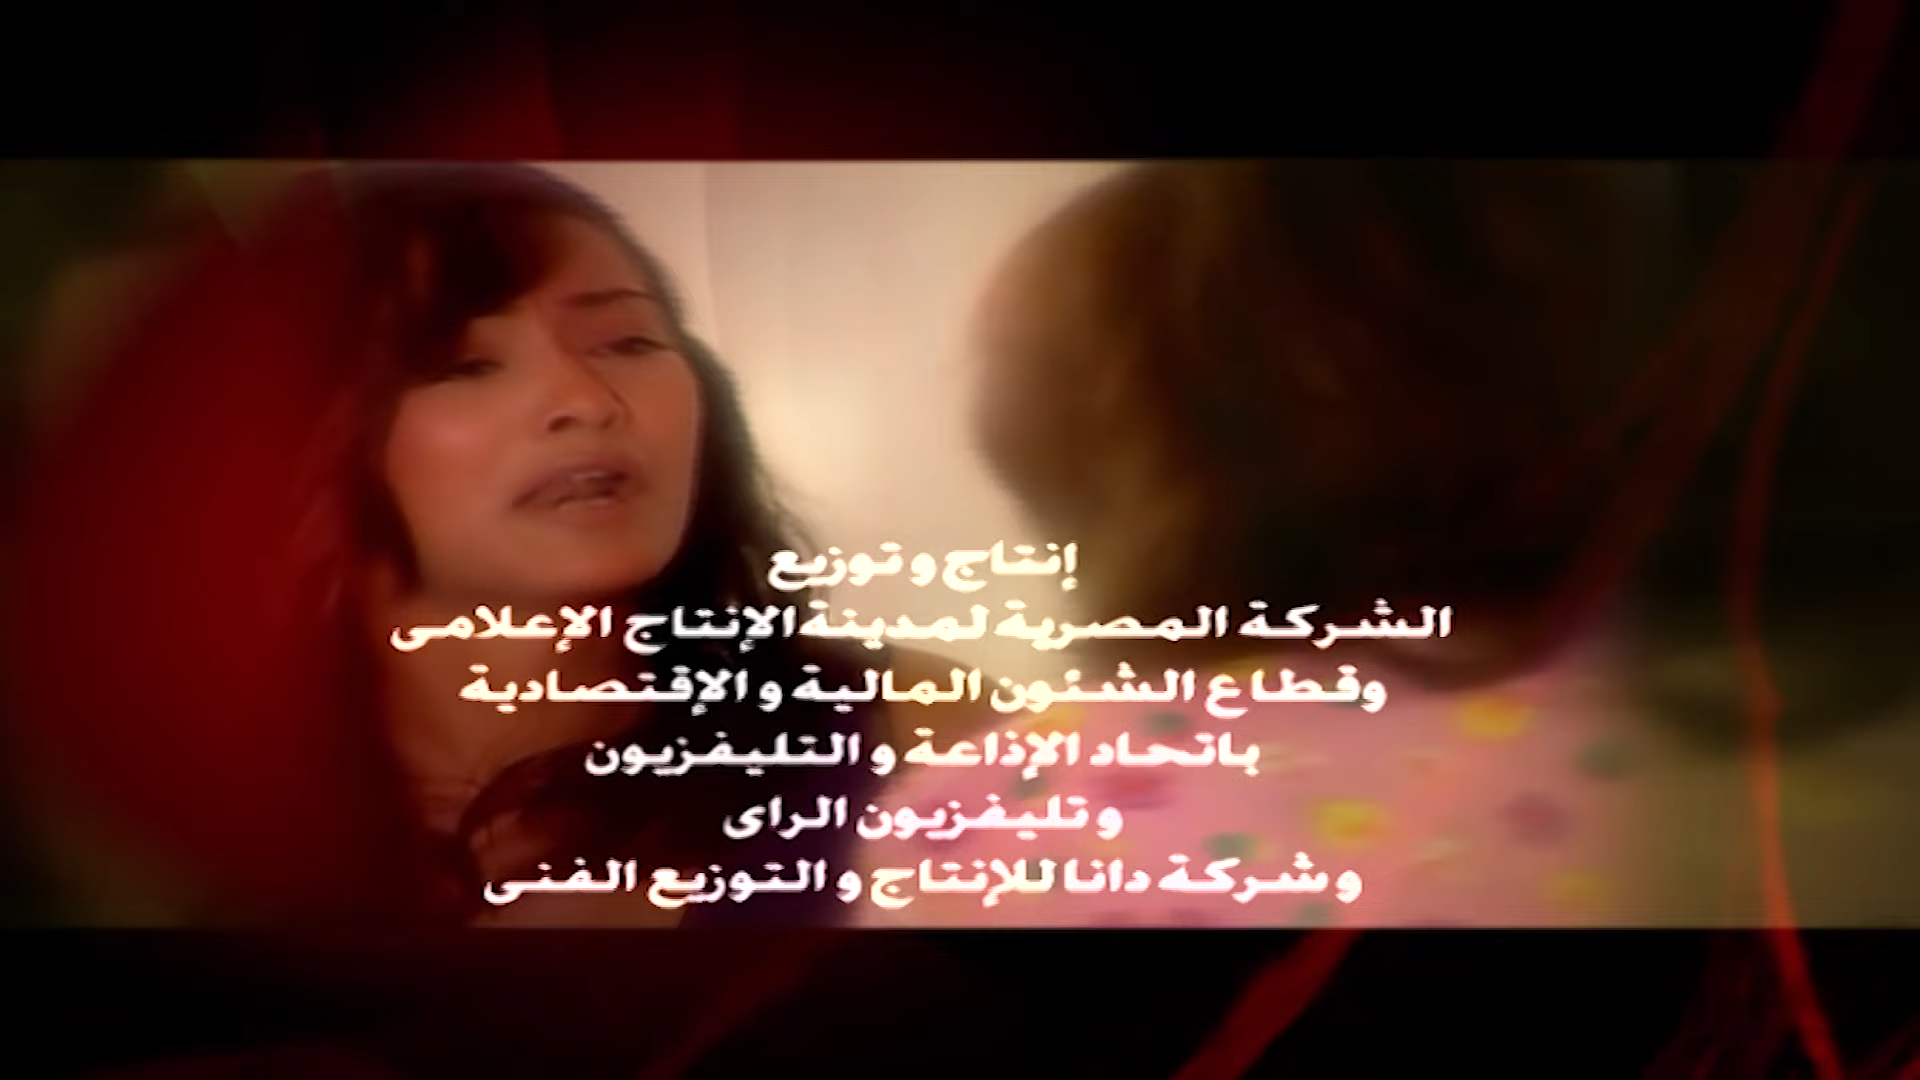 إنتاج و توزيع
الشركة المصرية لمدينة الإنتاج الإعلامى
وقطاع الشئون المالية و الإقتصادية
باتحاد الإذاعة و التليفزيون
و تليفزيون الراى
و شركة دانا للإنتاج و التوزيع الفنى